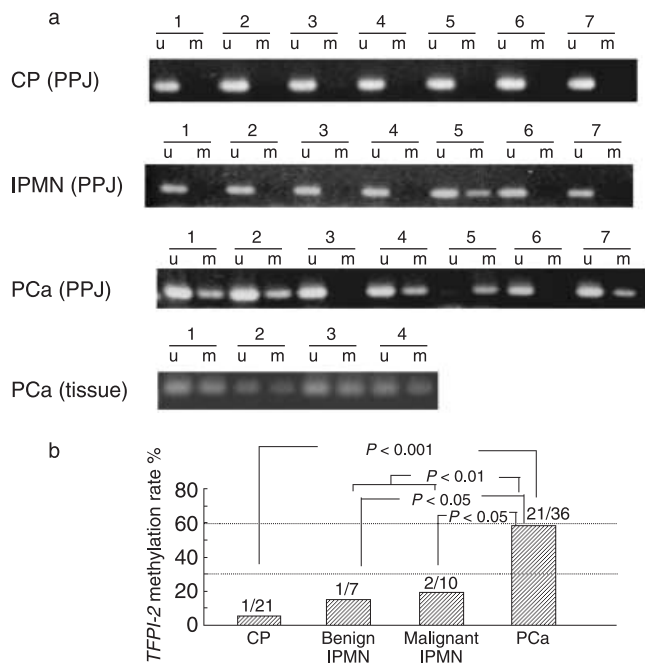 a
1 2 3 4 5 6 7
u m u m u m u m u m u m u m
CP (PPJ)
1 2 3 4 5 6 7
u m u m u m u m u m u m u m
IPMN (PPJ)
1 2 3 4 5 6 7
u m u m u m u m u m u m u m
PCa (PPJ)
1 2 3 4
u m u m u m u m
PCa (tissue)
b
TFPI-2 methylation rate %
P < 0.001
P < 0.01
P < 0.05
P < 0.05
80
60
40
20
0
1/21 1/7 2/10 21/36
CP Benign Malignant PCa
IPMN IPMN